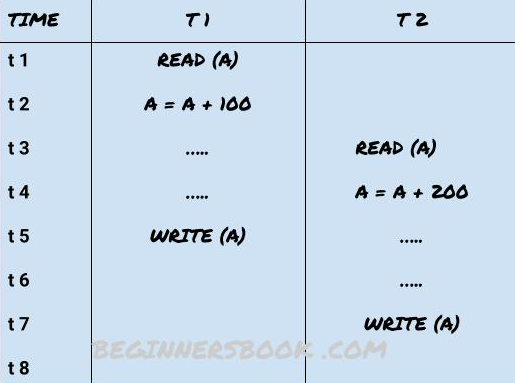 TIME T1 T2
t1 READ (A)
t2 A = A + 100
t3 ..... READ (A)
t4 ..... A = A + 200
t5 WRITE (A) .....
t6 .....
t7 WRITE (A)
BEGINNERSBOOK.COM
t8